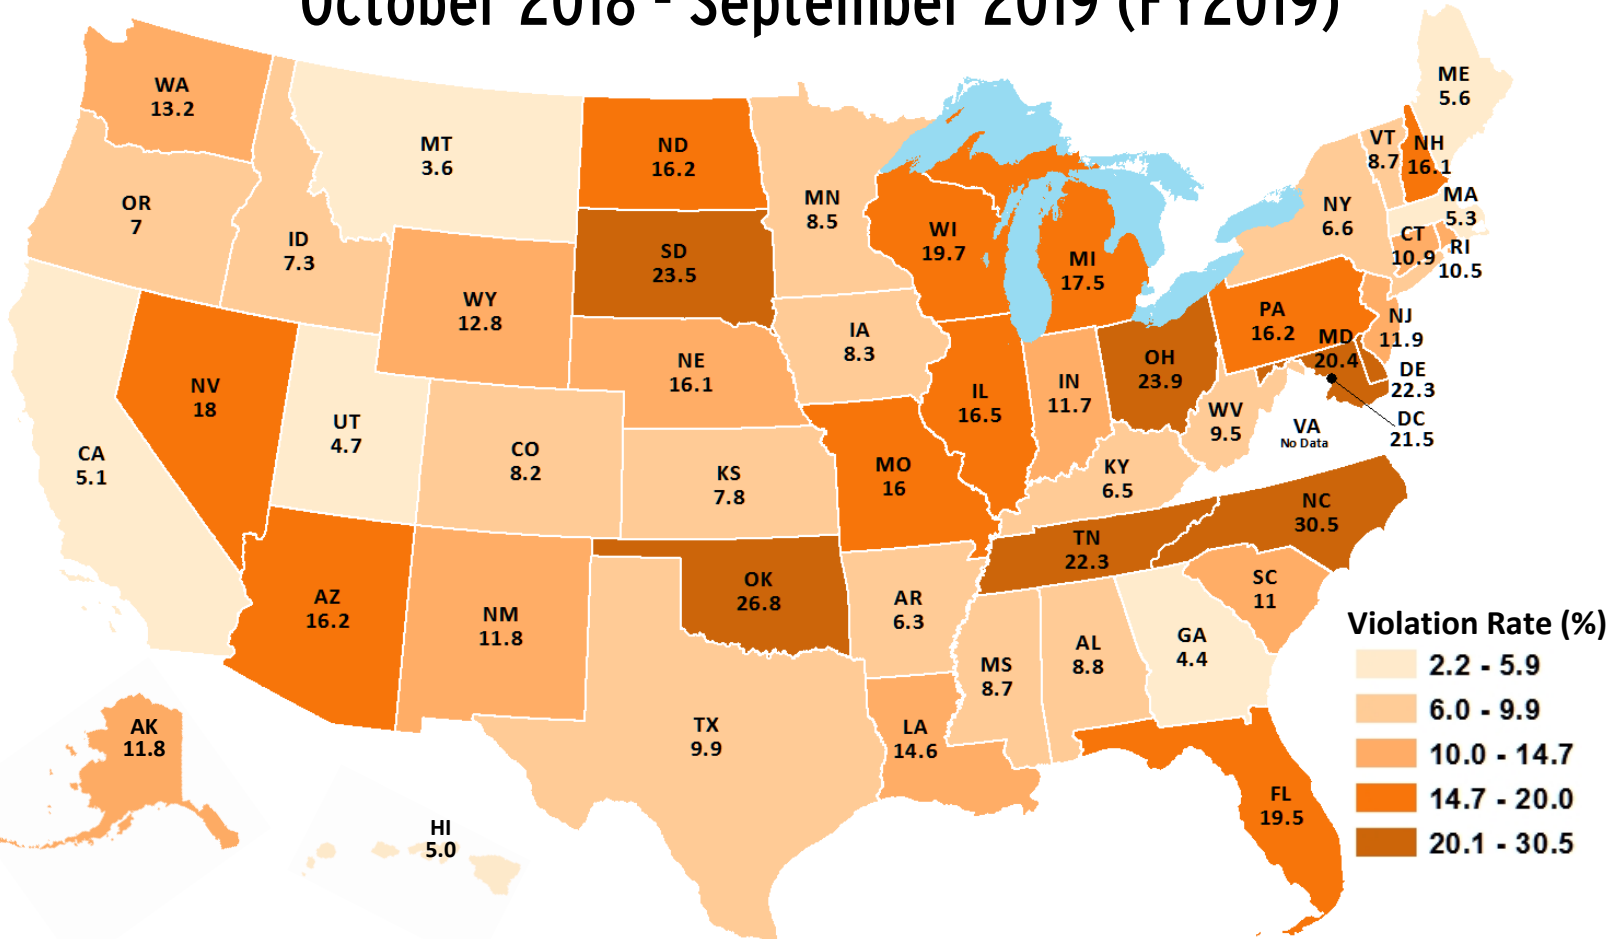 October 2018 - September 2019 (FY2019)
WA
13.2
OR
7
ID
7.3
MT
3.6
ND
16.2
SD
23.5
MN
8.5
WI
19.7
MI
17.5
ME
5.6
VT
8.7
NH
16.1
MA
5.3
NY
6.6
CT
10.9
RI
10.5
WY
12.8
NE
16.1
IA
8.3
PA
16.2
NJ
11.9
MD
20.4
DE
22.3
DC
21.5
OH
23.9
IN
11.7
IL
16.5
WV
9.5
VA
No Data
NV
18
UT
4.7
CA
5.1
CO
8.2
KS
7.8
MO
16
KY
6.5
NC
30.5
TN
22.3
AZ
16.2
NM
11.8
OK
26.8
AR
6.3
SC
11
MS
8.7
AL
8.8
GA
4.4
TX
9.9
LA
14.6
FL
19.5
AK
11.8
HI
5.0
Violation Rate (%)
2.2 - 5.9
6.0 - 9.9
10.0 - 14.7
14.7 - 20.0
20.1 - 30.5